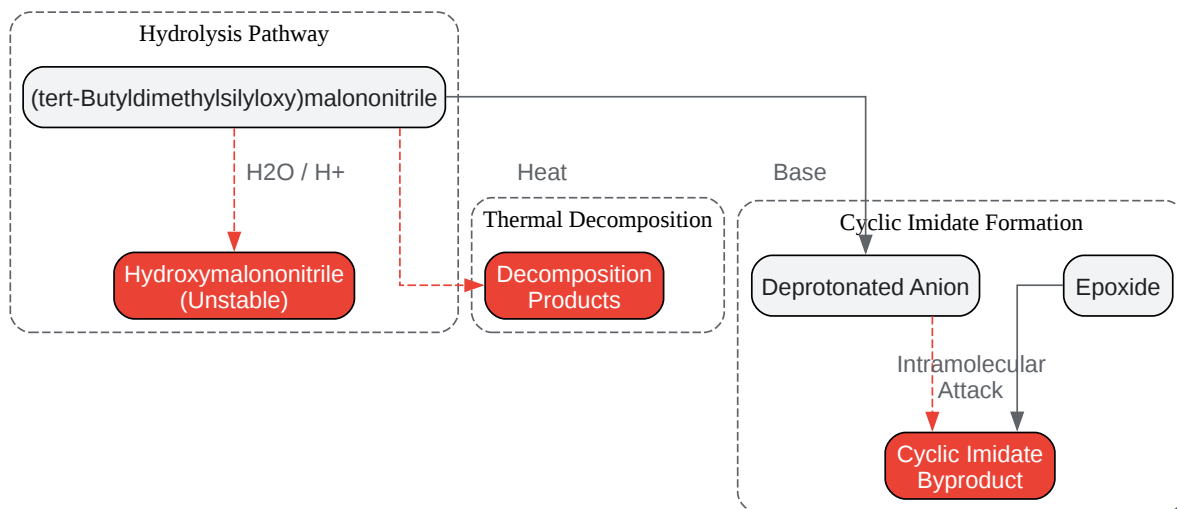 Hydrolysis Pathway
(tert-Butyldimethylsilyloxy)malononitrile
H2O / H+
Heat
Base
Thermal Decomposition
Cyclic Imidate Formation
Hydroxymalononitrile
(Unstable)
Decomposition
Products
Deprotonated Anion
Epoxide
Intramolecular
Attack
Cyclic Imidate
Byproduct